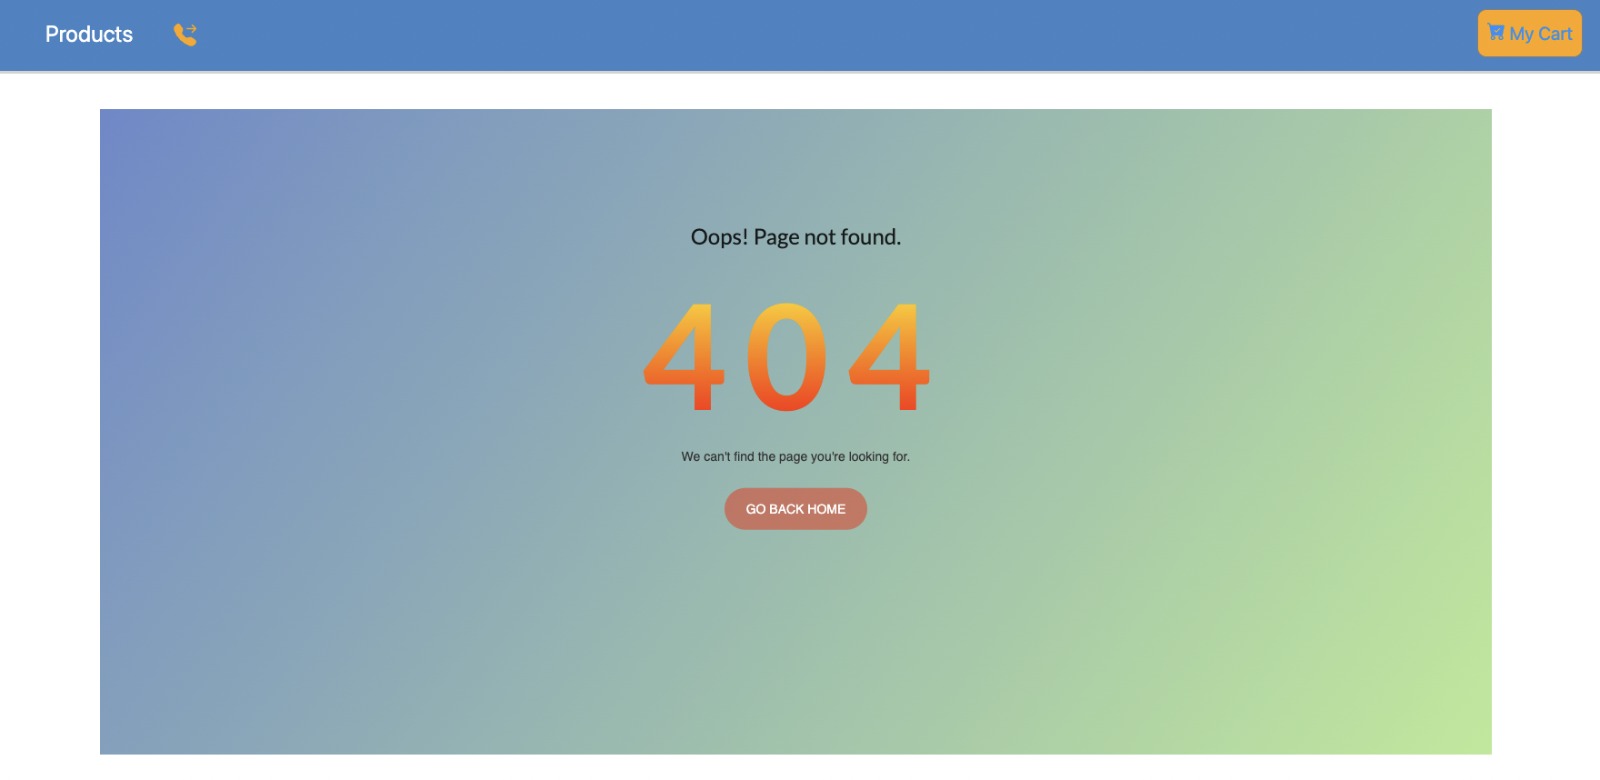 Products
My Cart
Oops! Page not found.
404
We can't find the page you're looking for.
GO BACK HOME